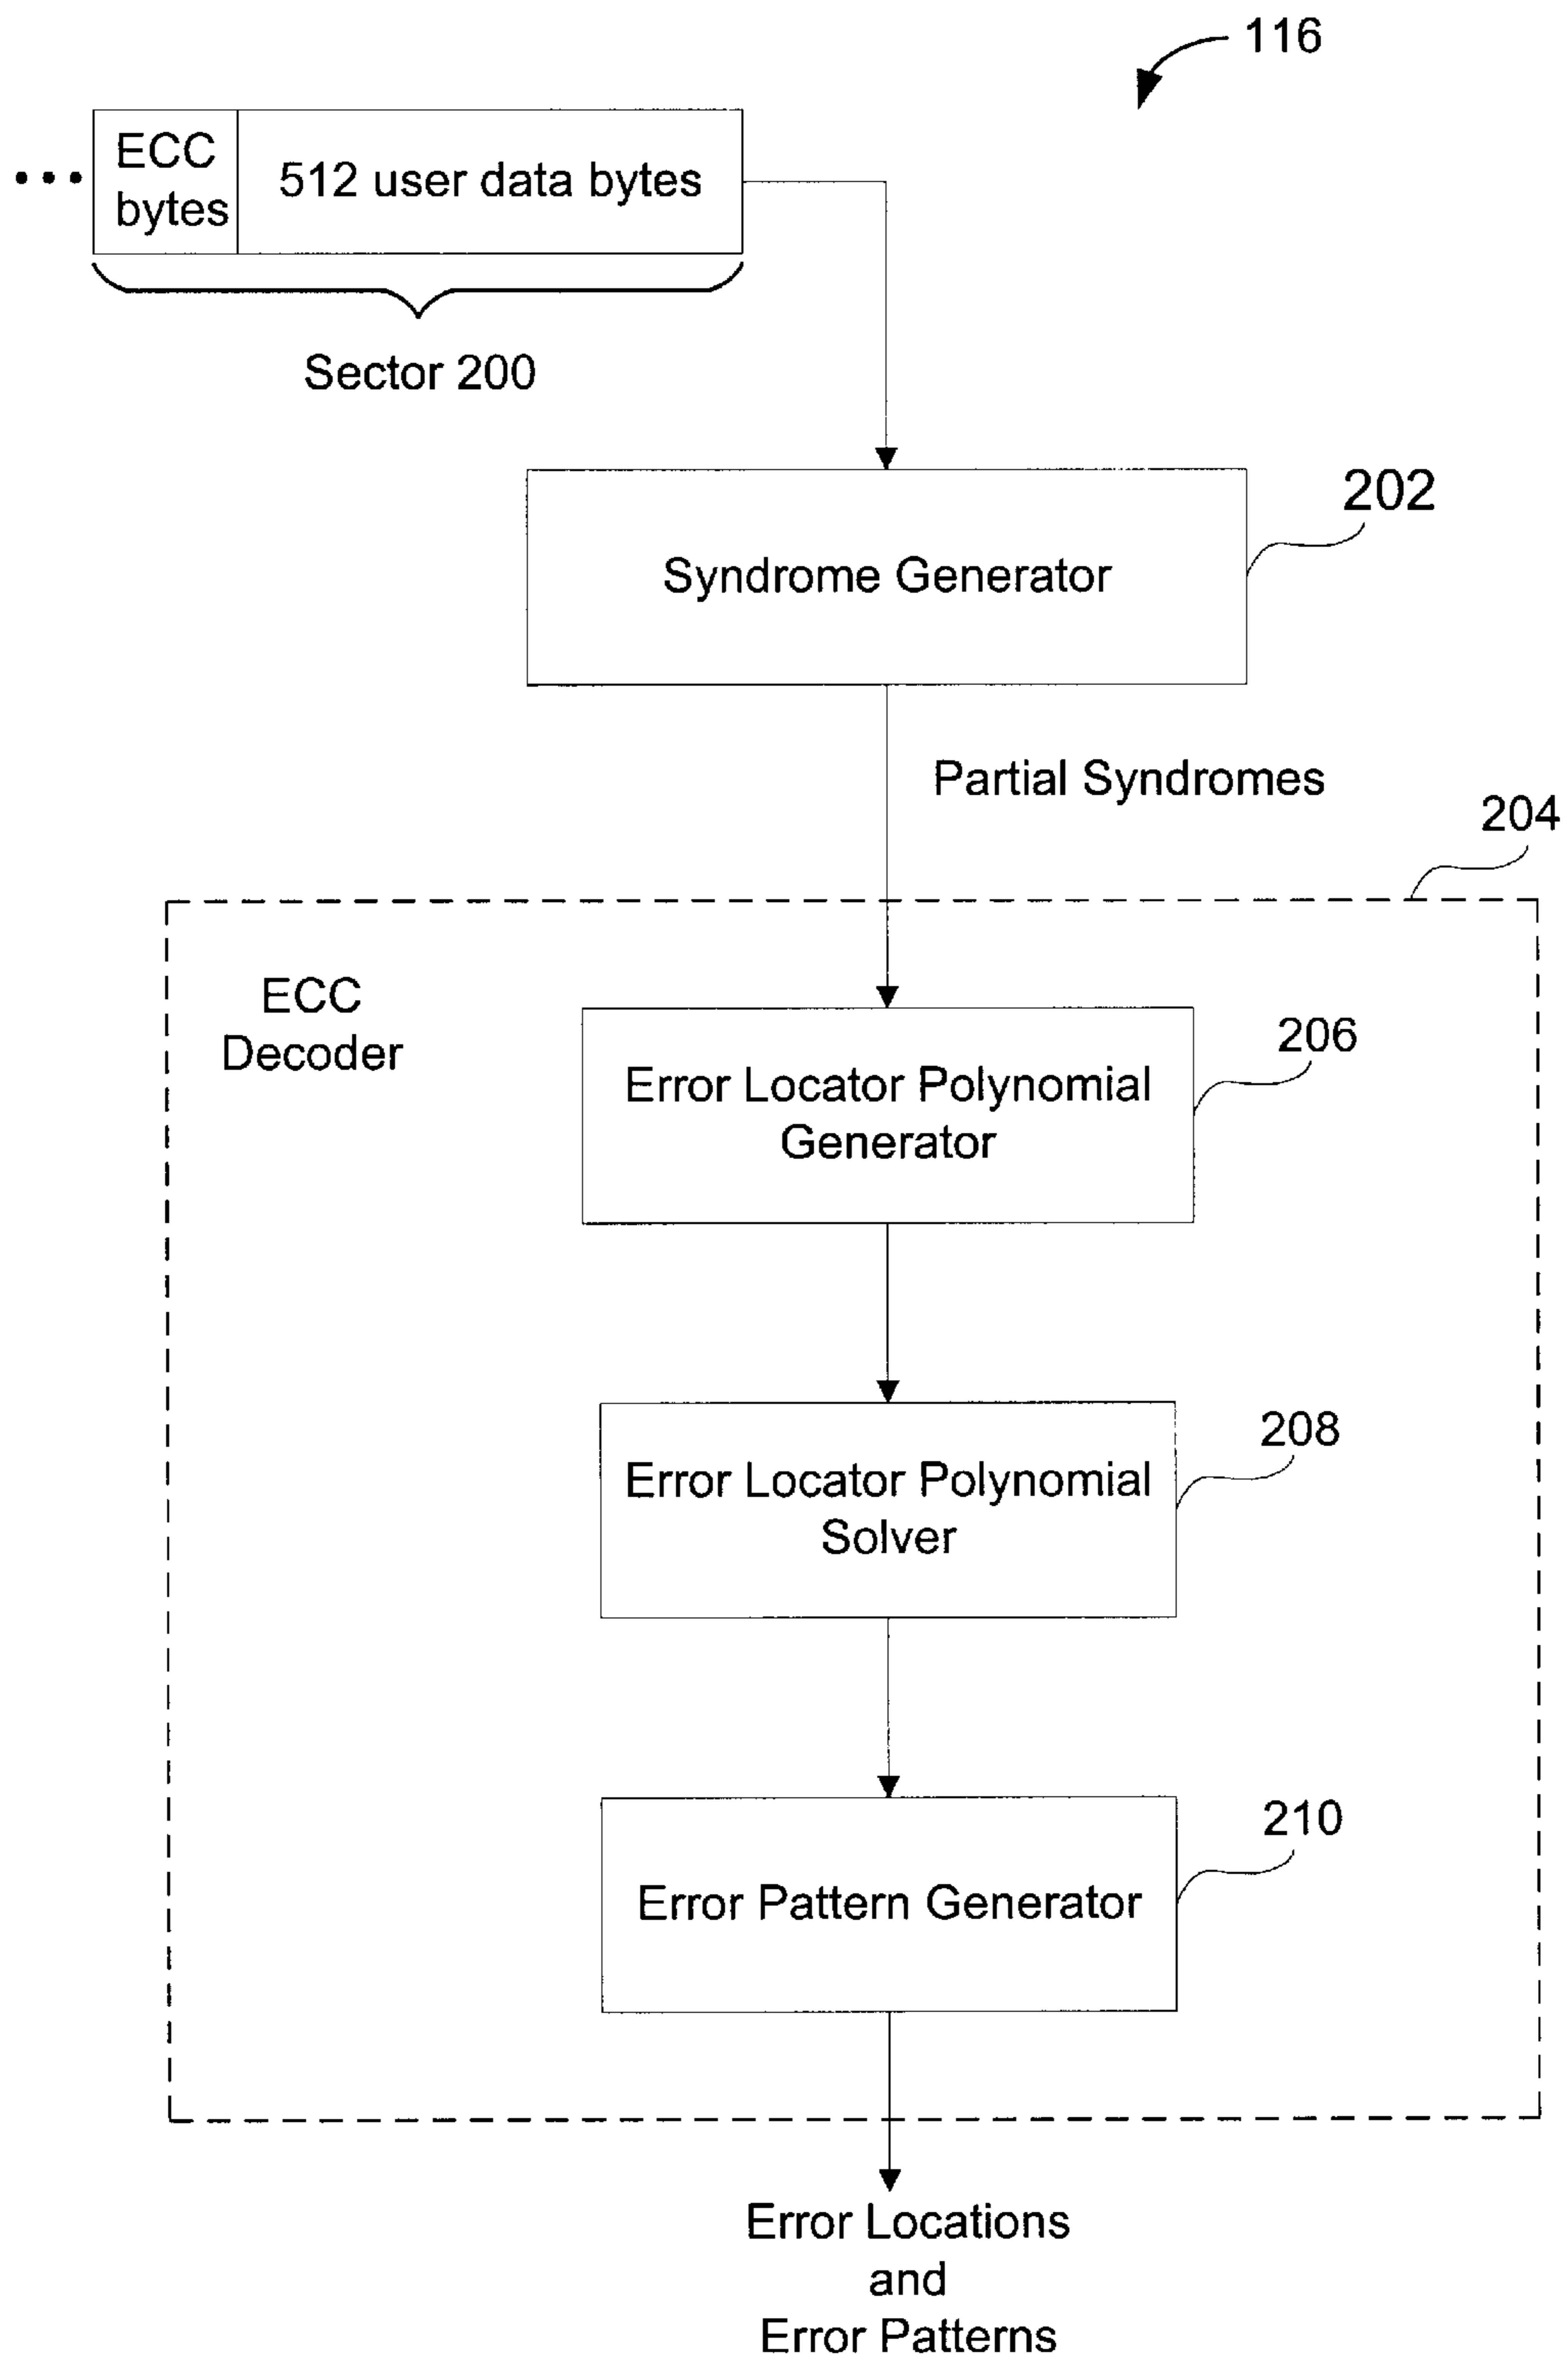 116
ECC
bytes
512 user data bytes
Sector 200
202
Syndrome Generator
Partial Syndromes
204
ECC
Decoder
206
Error Locator Polynomial
Generator
208
Error Locator Polynomial
Solver
210
Error Pattern Generator
Error Locations
and
Error Patterns